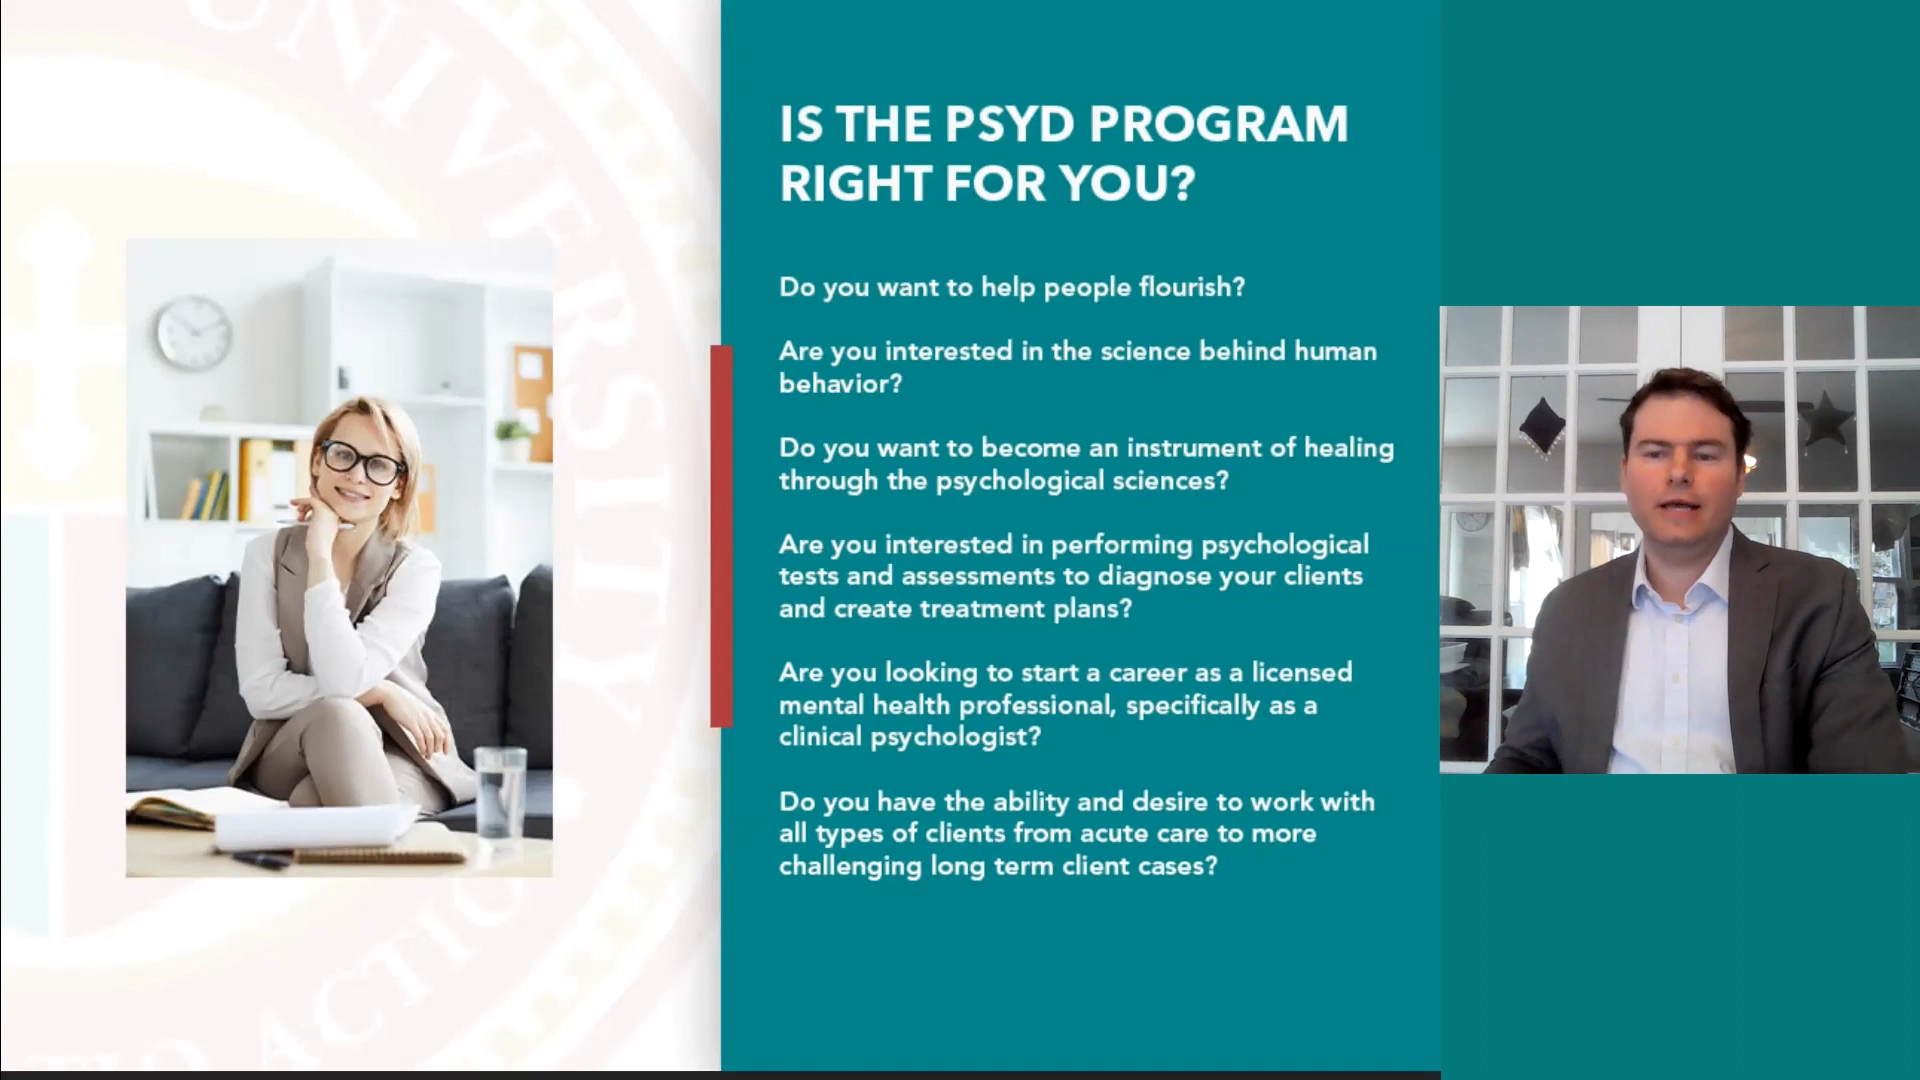 UNIVERSITY
ACTIO
IS THE PSYD PROGRAM
RIGHT FOR YOU?
Do you want to help people flourish?
Are you interested in the science behind human
behavior?
Do you want to become an instrument of healing
through the psychological sciences?
Are you interested in performing psychological
tests and assessments to diagnose your clients
and create treatment plans?
Are you looking to start a career as a licensed
mental health professional, specifically as a
clinical psychologist?
Do you have the ability and desire to work with
all types of clients from acute care to more
challenging long term client cases?